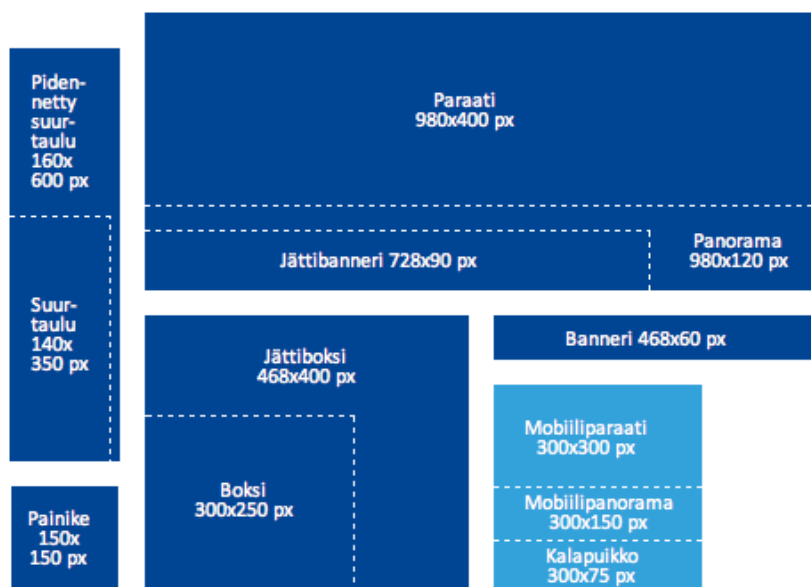 Piden-
netty
suur-
taulu
160x
600 px
Suur-
taulu
140x
350 px
Painike
150x
150 px
Paraati
980x400 px
Panorama
980x120 px
Jättibanneri 728x90 px
Jättiboksi
468x400 px
Boksi
300x250 px
Banneri 468x60 px
Mobiiliparaati
300x300 px
Mobiilipanorama
300x150 px
Kalapuikko
300x75 px